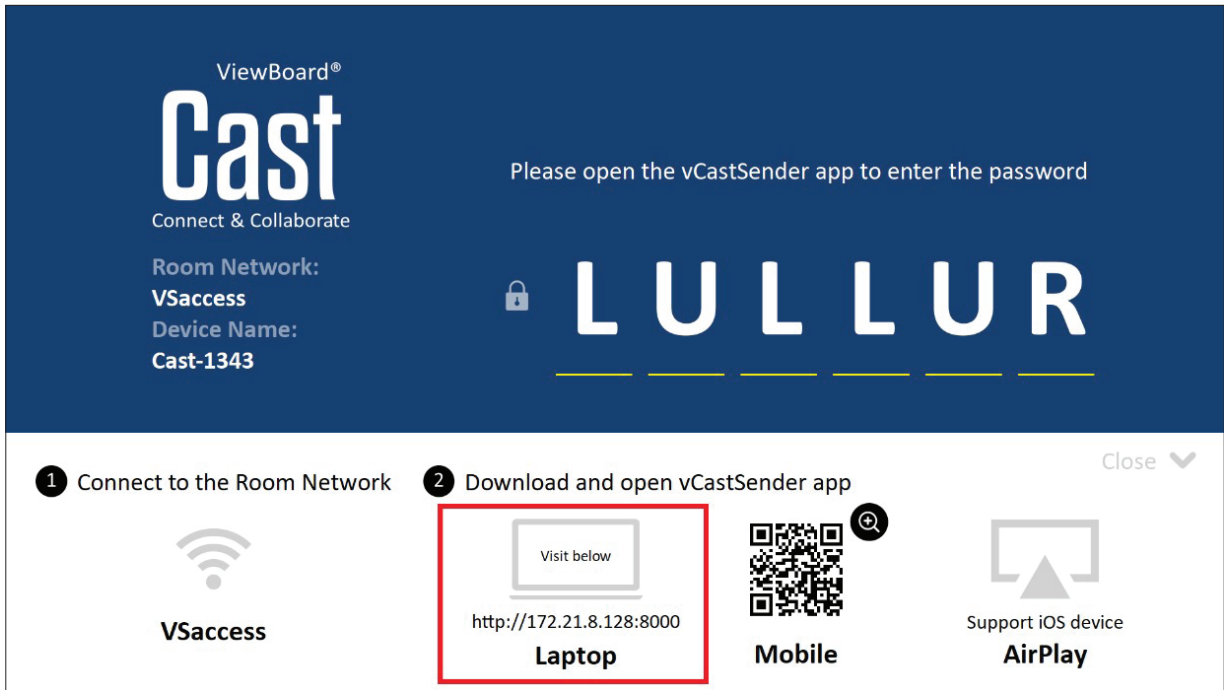 ViewBoard®
Cast
Connect & Collaborate
Room Network:
VSaccess
Device Name:
Cast-1343
Please open the vCastSender app to enter the password
L U L L U R
Close
1 Connect to the Room Network
VSaccess
2 Download and open vCastSender app
Visit below
http://172.21.8.128:8000
Laptop
Mobile
Support iOS device
AirPlay